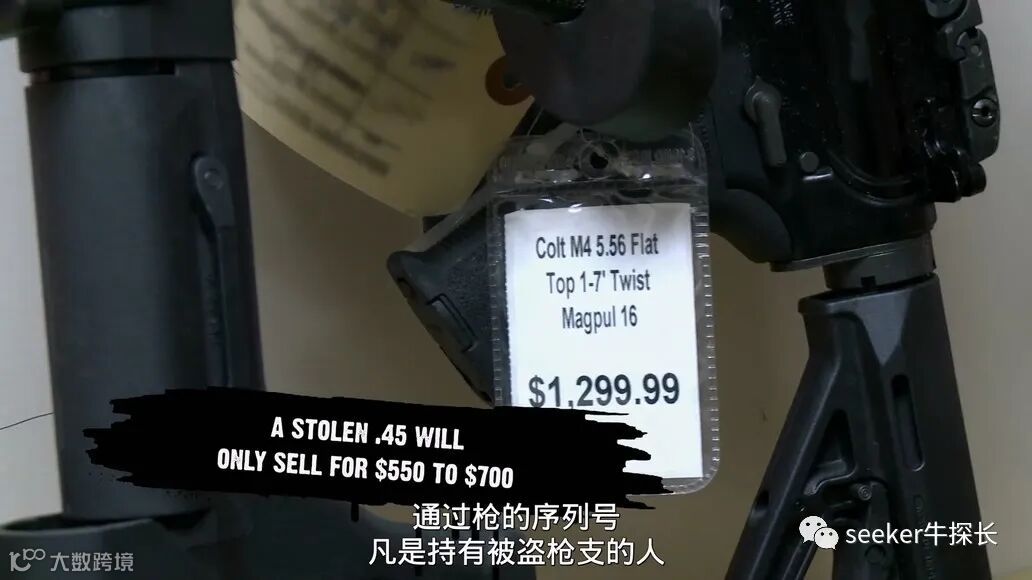 Colt M4 5.56 Flat
Top 1-7' Twist
Magpul 16
$1,299.99
A STOLEN .45 WILL
ONLY SELL FOR $550 TO $700
通过枪的序列号
凡是持有被盗枪支的人
seeker牛探长
大数跨境